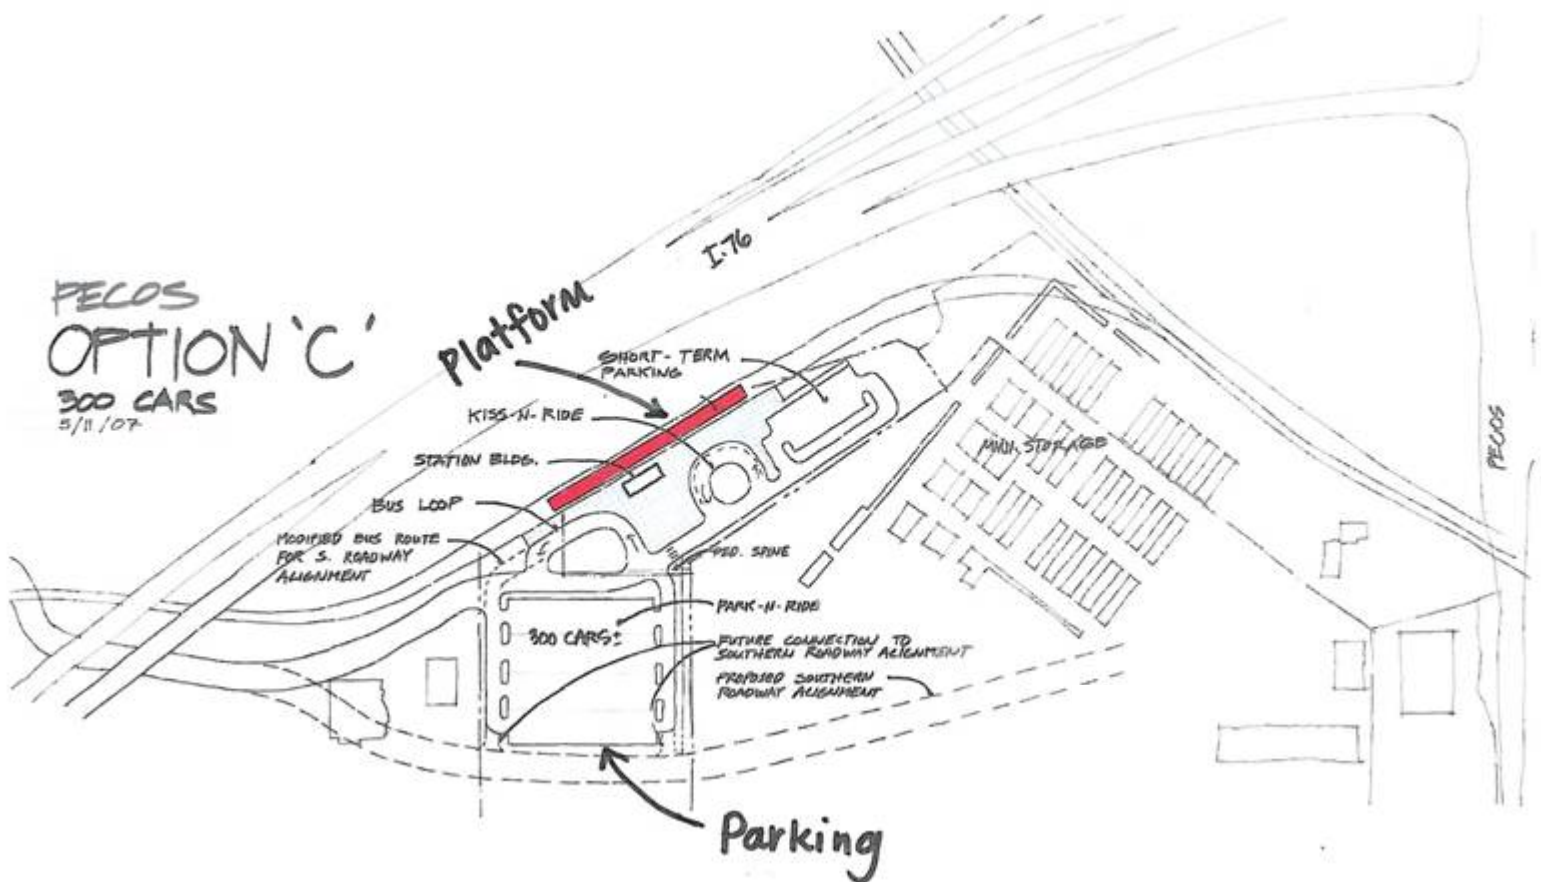 PECOS
OPTION 'C'
300 CARS
5/11/07
I-76
Platform
SHORT-TERM
PARKING
KISS-N-RIDE
STATION BLDG.
BUS LOOP
MODIFIED BUS ROUTE
FOR S. ROADWAY
ALIGNMENT
MINI STORAGE
PECOS
PED. SPINE
PARK-N-RIDE
300 CARS±
FUTURE CONNECTION TO
SOUTHERN ROADWAY ALIGNMENT
PROPOSED SOUTHERN
ROADWAY ALIGNMENT
Parking